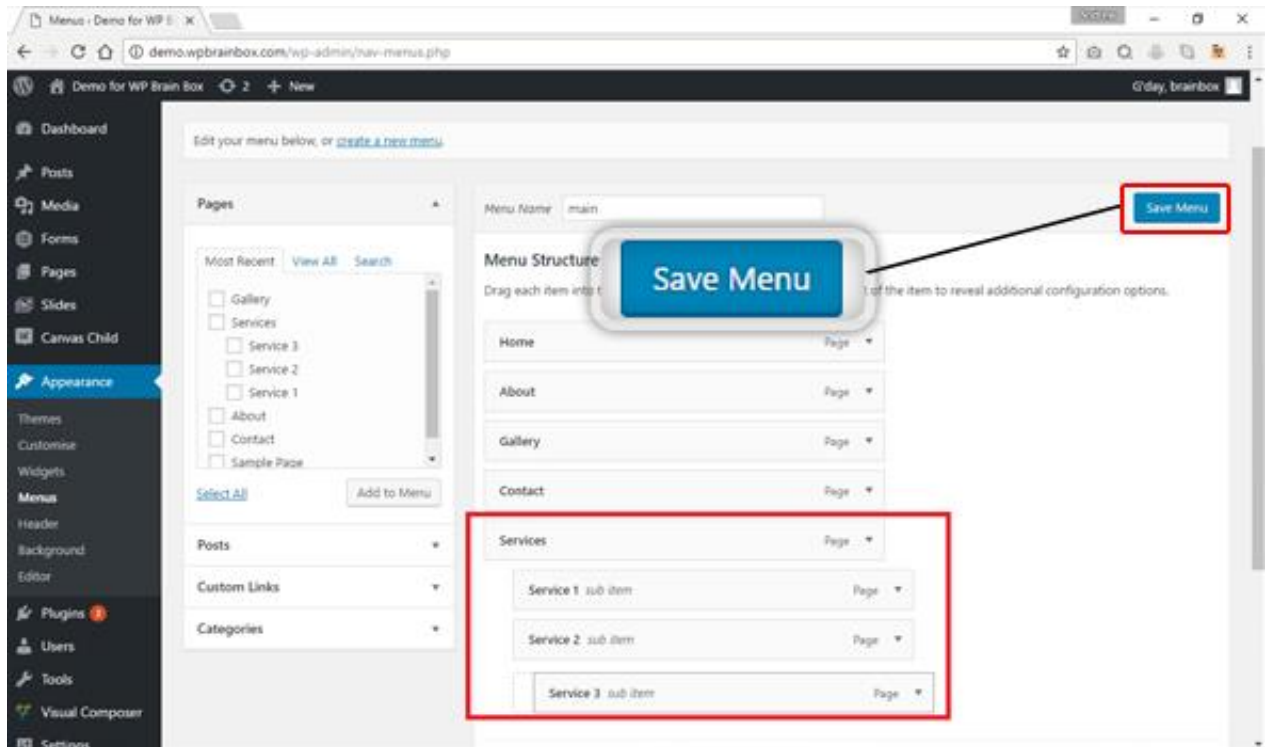 Menus ‹ Demo for WP B
demo.wpbrainbox.com/wp-admin/nav-menus.php
Demo for WP Brain Box 2 + New
G'day, brainbox
Dashboard
Posts
Media
Forms
Pages
Slides
Canvas Child
Appearance
Themes
Customise
Widgets
Menus
Header
Background
Editor
Plugins
Users
Tools
Visual Composer
Settings
Edit your menu below, or create a new menu.
Pages
Most Recent View All Search
Gallery
Services
Service 3
Service 2
Service 1
About
Contact
Sample Page
Select All Add to Menu
Posts
Custom Links
Categories
Menu Name main
Save Menu
Menu Structure
Save Menu
Drag each item into of the item to reveal additional configuration options.
Home Page
About Page
Gallery Page
Contact Page
Services Page
Service 1 sub item Page
Service 2 sub item Page
Service 3 sub item Page